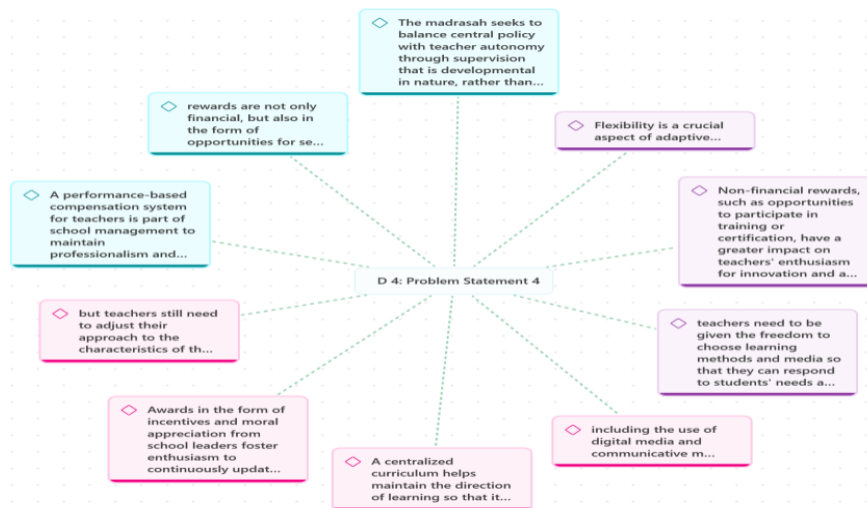 The madrasah seeks to
balance central policy
with teacher autonomy
through supervision
that is developmental
in nature, rather than...
rewards are not only
financial, but also in
the form of
opportunities for se...
Flexibility is a crucial
aspect of adaptive...
A performance-based
compensation system
for teachers is part of
school management to
maintain
professionalism and...
Non-financial rewards,
such as opportunities
to participate in
training or
certification, have a
greater impact on
teachers' enthusiasm
for innovation and a...
D 4: Problem Statement 4
but teachers still need
to adjust their
approach to the
characteristics of th...
teachers need to be
given the freedom to
choose learning
methods and media so
that they can respond
to students' needs a...
Awards in the form of
incentives and moral
appreciation from
school leaders foster
enthusiasm to
continuously updat...
A centralized
curriculum helps
maintain the direction
of learning so that it...
including the use of
digital media and
communicative m...